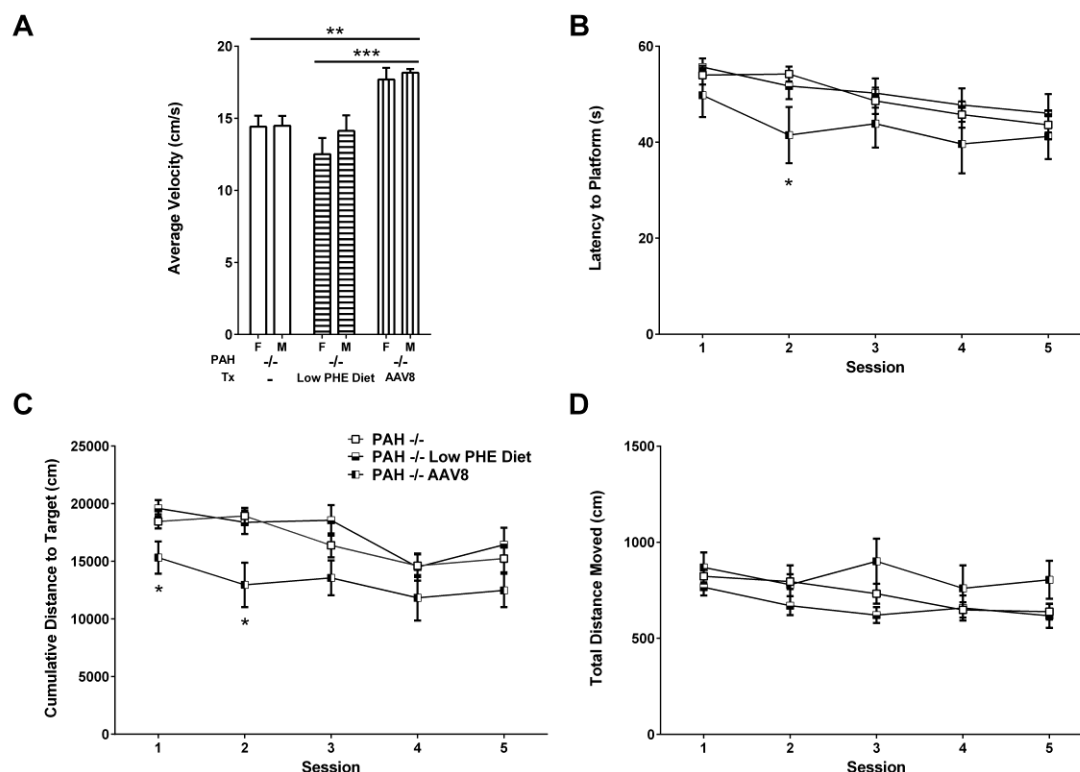 A
**
***
20
15
10
5
0
Average Velocity (cm/s)
F M F M F M
PAH -/- -/- -/-
Tx - Low PHE Diet AAV8
B
60
40
20
0
Latency to Platform (s)
*
1 2 3 4 5
Session
C
25000
20000
15000
10000
5000
0
Cumulative Distance to Target (cm)
PAH -/-
PAH -/- Low PHE Diet
PAH -/- AAV8
*
*
1 2 3 4 5
Session
D
1500
1000
500
0
Total Distance Moved (cm)
1 2 3 4 5
Session